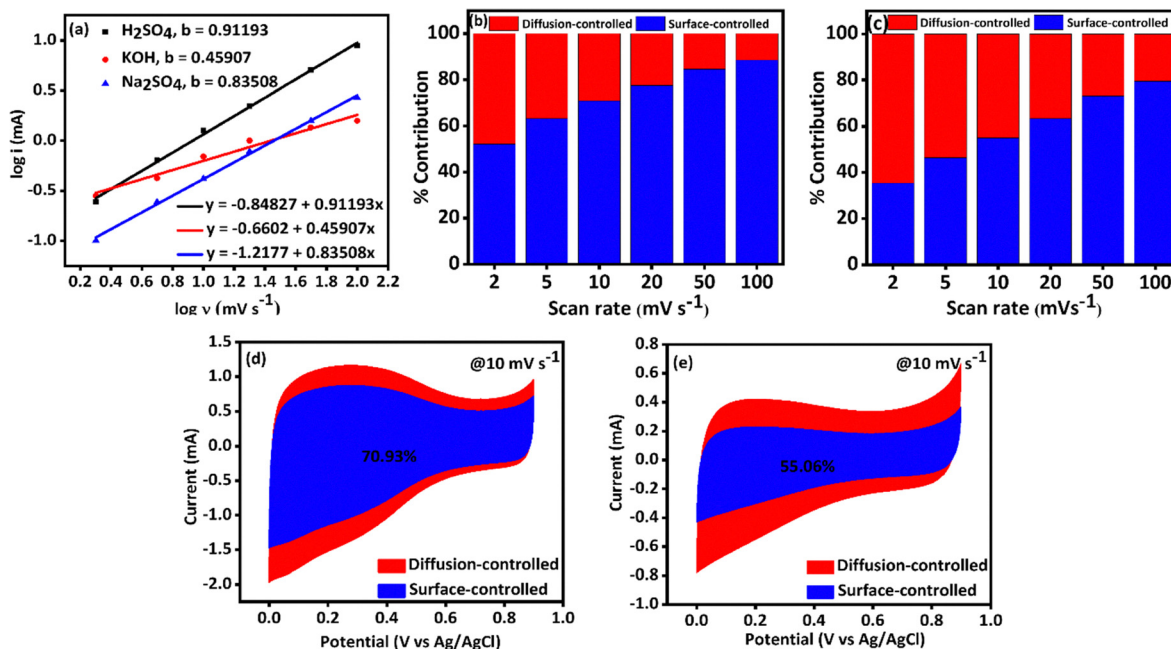 (a)
H₂SO₄, b = 0.91193
KOH, b = 0.45907
Na₂SO₄, b = 0.83508
y = -0.84827 + 0.91193x
y = -0.6602 + 0.45907x
y = -1.2177 + 0.83508x
1.0
0.5
0.0
-0.5
-1.0
log i (mA)
0.2 0.4 0.6 0.8 1.0 1.2 1.4 1.6 1.8 2.0 2.2
log ν (mV s⁻¹)
(b)
Diffusion-controlled Surface-controlled
100
80
60
40
20
0
% Contribution
2 5 10 20 50 100
Scan rate (mV s⁻¹)
(c)
Diffusion-controlled Surface-controlled
100
80
60
40
20
0
% Contribution
2 5 10 20 50 100
Scan rate (mVs⁻¹)
(d)
@10 mV s⁻¹
70.93%
Diffusion-controlled
Surface-controlled
1.5
1.0
0.5
0.0
-0.5
-1.0
-1.5
-2.0
Current (mA)
0.0 0.2 0.4 0.6 0.8 1.0
Potential (V vs Ag/AgCl)
(e)
@10 mV s⁻¹
55.06%
Diffusion-controlled
Surface-controlled
0.8
0.6
0.4
0.2
0.0
-0.2
-0.4
-0.6
-0.8
-1.0
Current (mA)
0.0 0.2 0.4 0.6 0.8 1.0
Potential (V vs Ag/AgCl)